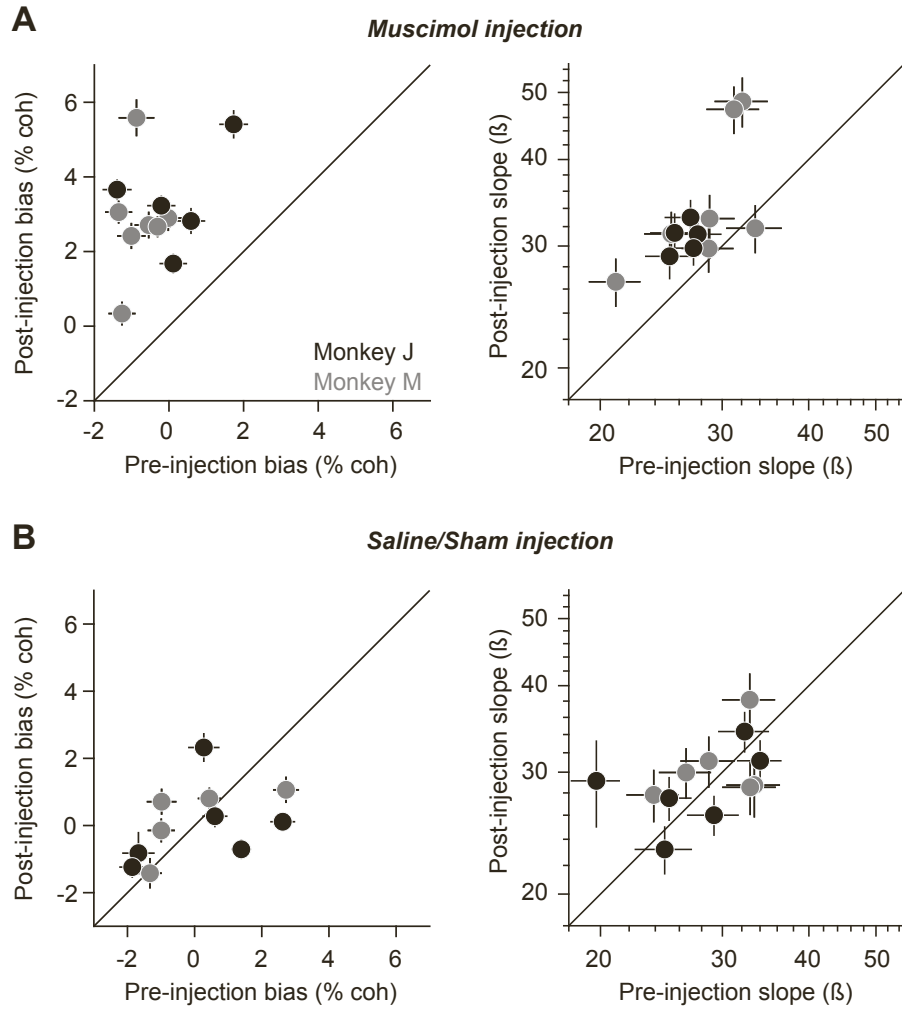 A
Muscimol injection
Post-injection bias (% coh)
6
4
2
0
-2
-2
0
2
4
6
Pre-injection bias (% coh)
Monkey J
Monkey M
Post-injection slope (ß)
50
40
30
20
20
30
40
50
Pre-injection slope (ß)
B
Saline/Sham injection
Post-injection bias (% coh)
6
4
2
0
-2
-2
0
2
4
6
Pre-injection bias (% coh)
Post-injection slope (ß)
50
40
30
20
20
30
40
50
Pre-injection slope (ß)